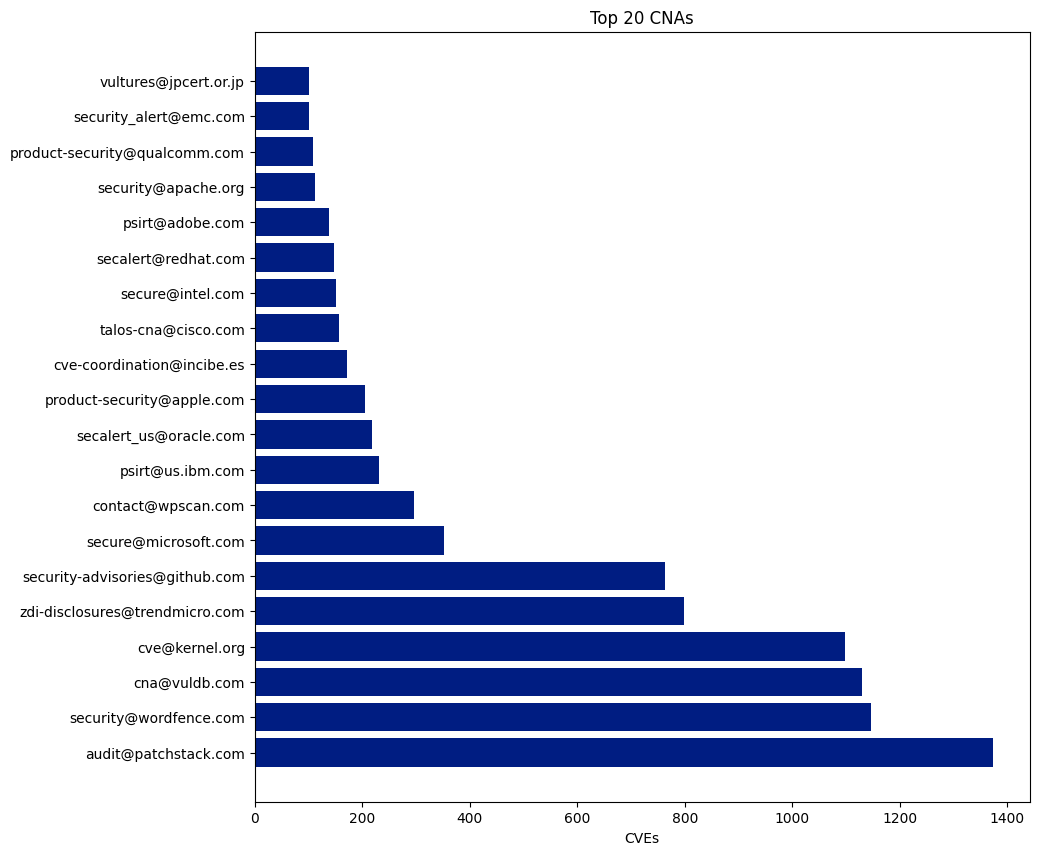 Top 20 CNAs
vultures@jpcert.or.jp
security_alert@emc.com
product-security@qualcomm.com
security@apache.org
psirt@adobe.com
secalert@redhat.com
secure@intel.com
talos-cna@cisco.com
cve-coordination@incibe.es
product-security@apple.com
secalert_us@oracle.com
psirt@us.ibm.com
contact@wpscan.com
secure@microsoft.com
security-advisories@github.com
zdi-disclosures@trendmicro.com
cve@kernel.org
cna@vuldb.com
security@wordfence.com
audit@patchstack.com
0 200 400 600 800 1000 1200 1400
CVEs